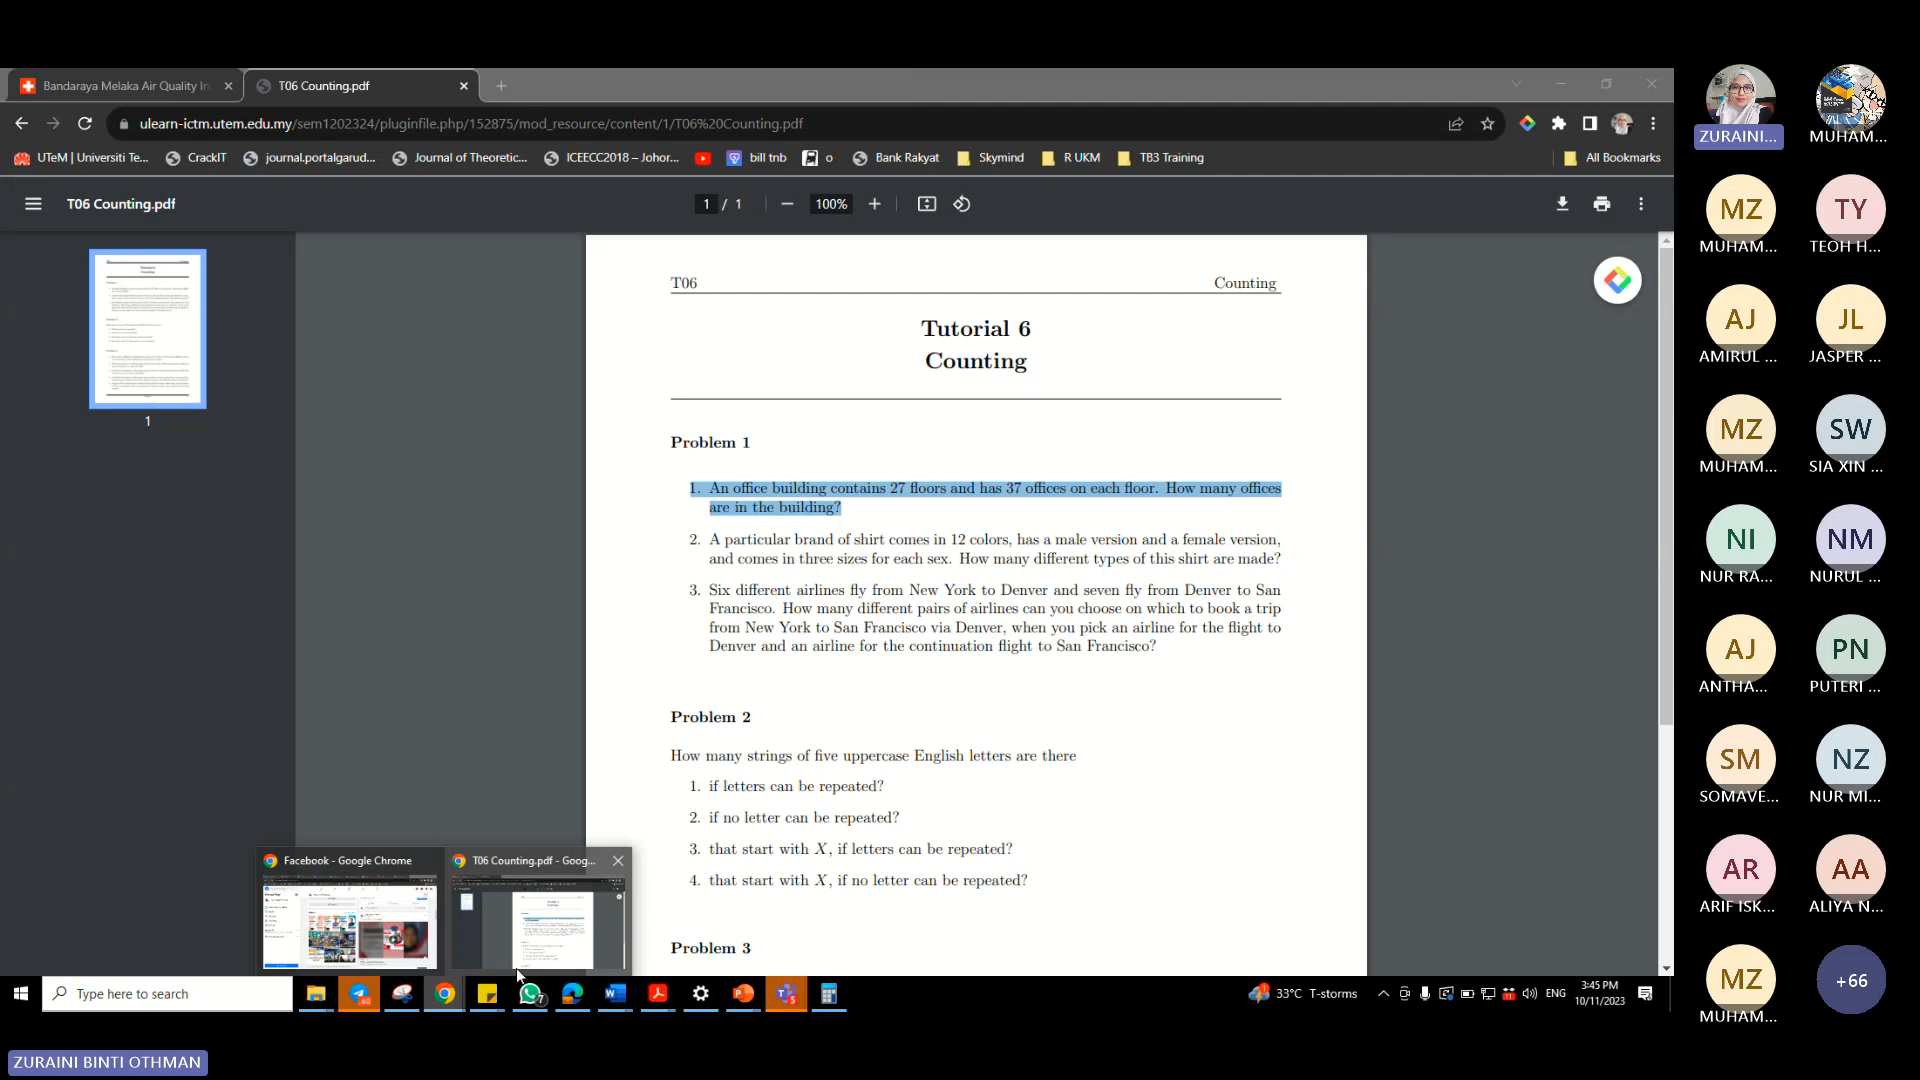 Bandaraya Melaka Air Quality In
T06 Counting.pdf
ulearn-ictm.utem.edu.my/sem1202324/pluginfile.php/152875/mod_resource/content/1/T06%20Counting.pdf
UTeM | Universiti Te...
CrackIT
journal.portalgarud...
Journal of Theoretic...
ICEECC2018 – Johor...
bill tnb
o
Bank Rakyat
Skymind
R UKM
TB3 Training
All Bookmarks
T06 Counting.pdf
1 / 1
100%
1
T06 Counting
Tutorial 6
Counting
Problem 1
1. An office building contains 27 floors and has 37 offices on each floor. How many offices
are in the building?
2. A particular brand of shirt comes in 12 colors, has a male version and a female version,
and comes in three sizes for each sex. How many different types of this shirt are made?
3. Six different airlines fly from New York to Denver and seven fly from Denver to San
Francisco. How many different pairs of airlines can you choose on which to book a trip
from New York to San Francisco via Denver, when you pick an airline for the flight to
Denver and an airline for the continuation flight to San Francisco?
Problem 2
How many strings of five uppercase English letters are there
1. if letters can be repeated?
2. if no letter can be repeated?
3. that start with X, if letters can be repeated?
4. that start with X, if no letter can be repeated?
Problem 3
Facebook - Google Chrome
T06 Counting.pdf - Goog...
Type here to search
33°C T-storms
ENG
3:45 PM
10/11/2023
ZURAINI BINTI OTHMAN
ZURAINI...
MUHAM...
MZ
MUHAM...
TY
TEOH H...
AJ
AMIRUL ...
JL
JASPER ...
MZ
MUHAM...
SW
SIA XIN ...
NI
NUR RA...
NM
NURUL ...
AJ
ANTHA...
PN
PUTERI ...
SM
SOMAVE...
NZ
NUR MI...
AR
ARIF ISK...
AA
ALIYA N...
MZ
MUHAM...
+66